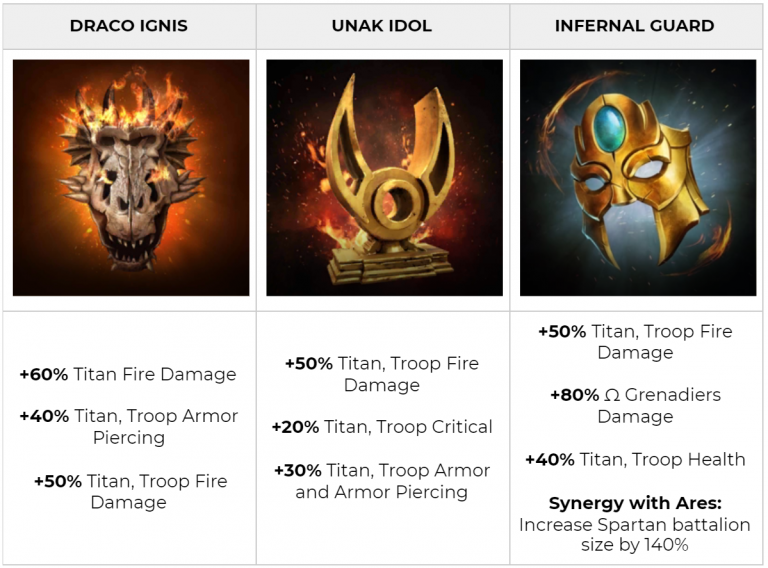 DRACO IGNIS
UNAK IDOL
INFERNAL GUARD
+60% Titan Fire Damage
+40% Titan, Troop Armor
Piercing
+50% Titan, Troop Fire
Damage
+50% Titan, Troop Fire
Damage
+20% Titan, Troop Critical
+30% Titan, Troop Armor
and Armor Piercing
+50% Titan, Troop Fire
Damage
+80% Ω Grenadiers
Damage
+40% Titan, Troop Health
Synergy with Ares:
Increase Spartan battalion
size by 140%